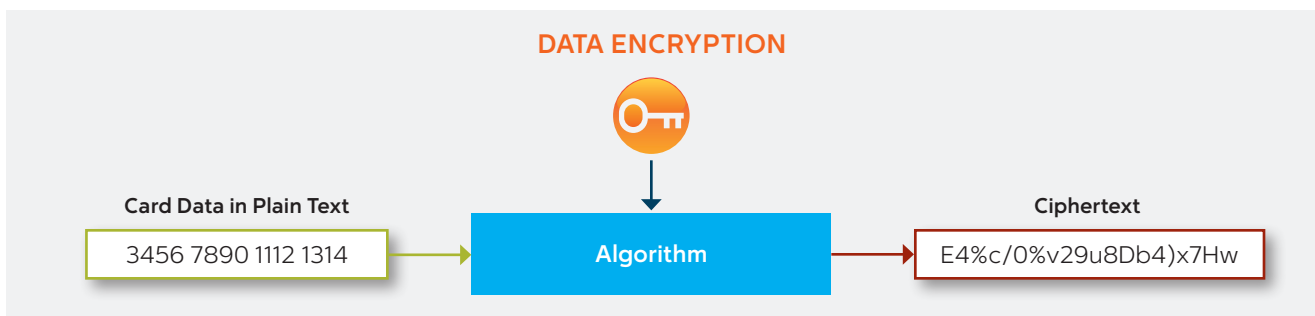 DATA ENCRYPTION
Card Data in Plain Text
3456 7890 1112 1314
Algorithm
Ciphertext
E4%c/0%v29u8Db4)x7Hw